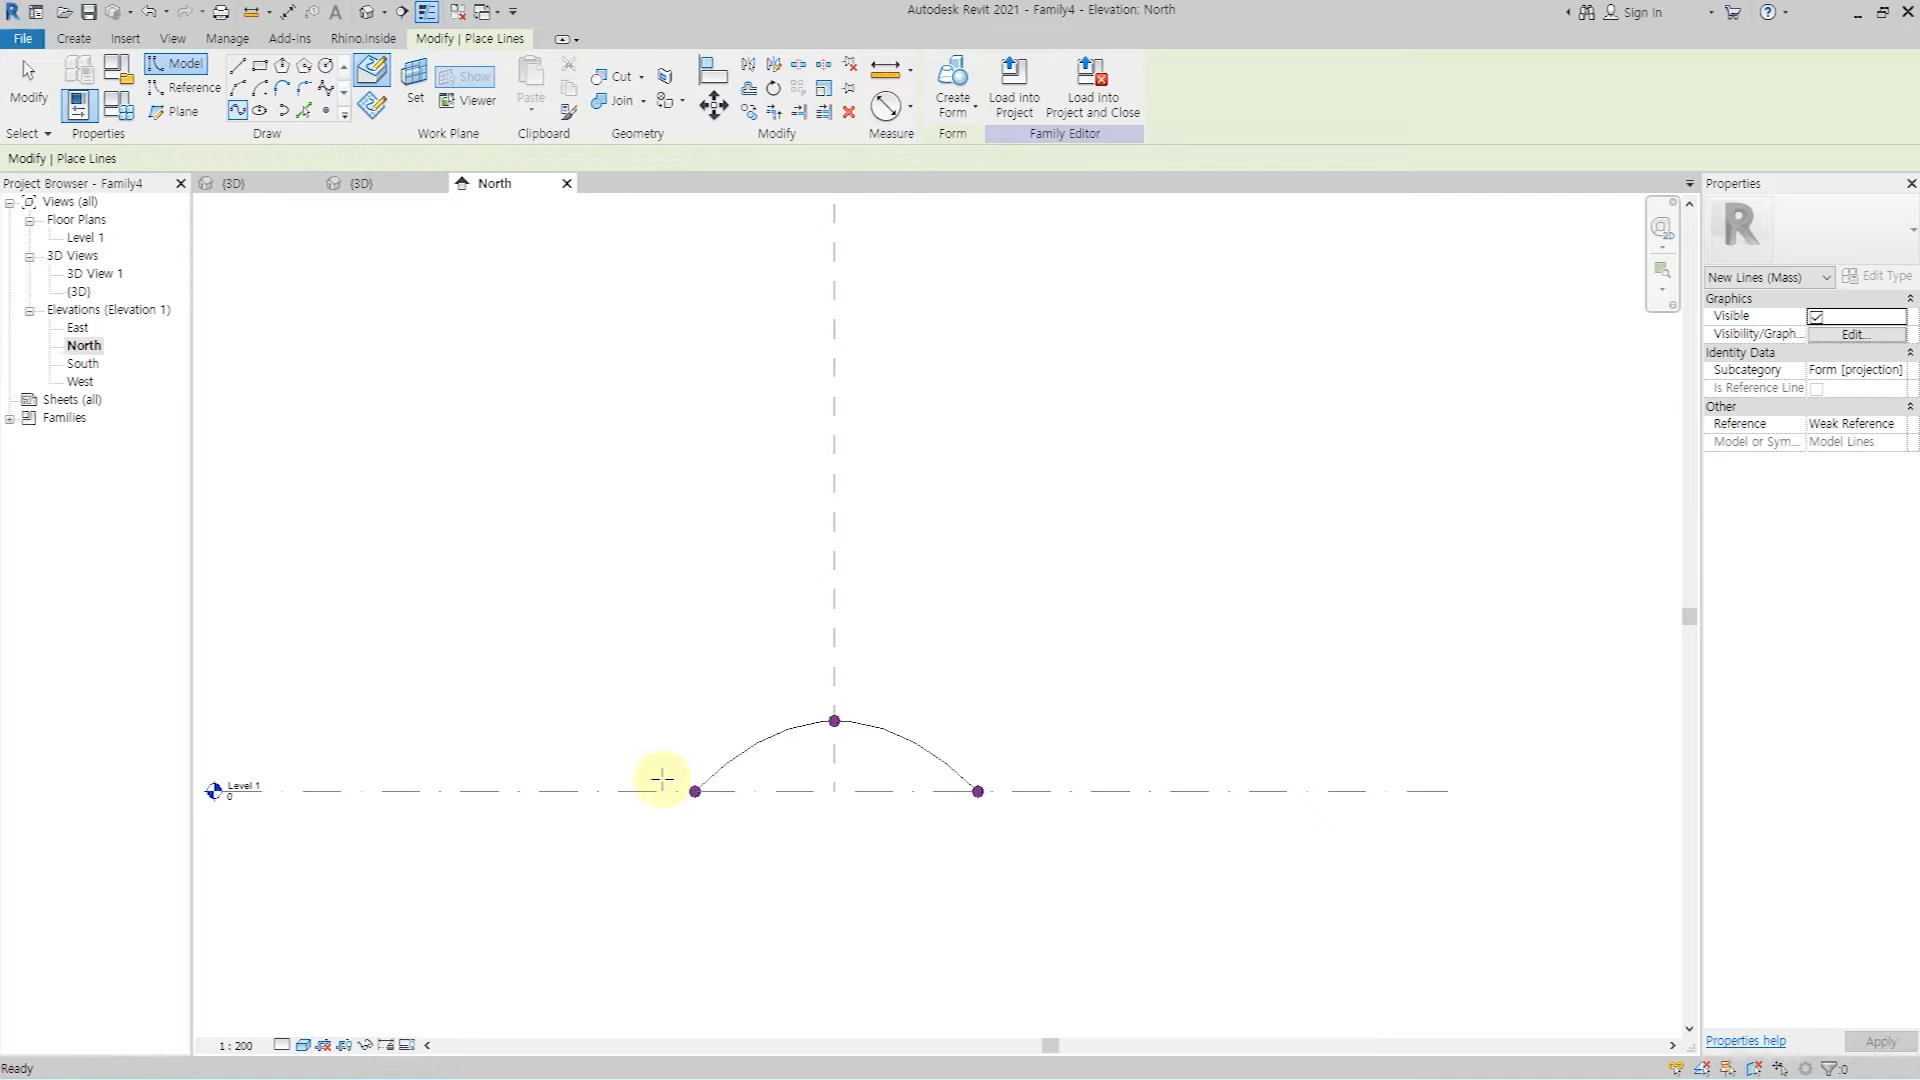 Autodesk Revit 2021 - Family4 - Elevation: North
Sign In
File Create Insert View Manage Add-Ins Rhino.Inside Modify | Place Lines
Model
Reference
Plane
Modify
Set
Show
Viewer
Paste
Cut
Join
Create
Form
Load into
Project
Load into
Project and Close
Select Properties Draw Work Plane Clipboard Geometry Modify Measure Form Family Editor
Modify | Place Lines
Project Browser - Family4
{3D}
{3D}
North
Properties
Views (all)
Floor Plans
Level 1
3D Views
3D View 1
{3D}
Elevations (Elevation 1)
East
North
South
West
Sheets (all)
Families
2D
Level 1
0
R
New Lines (Mass)
Edit Type
Graphics
Visible
Visibility/Graph... Edit...
Identity Data
Subcategory Form [projection]
Is Reference Line
Other
Reference Weak Reference
Model or Sym... Model Lines
1 : 200
Properties help
Apply
Ready
:0